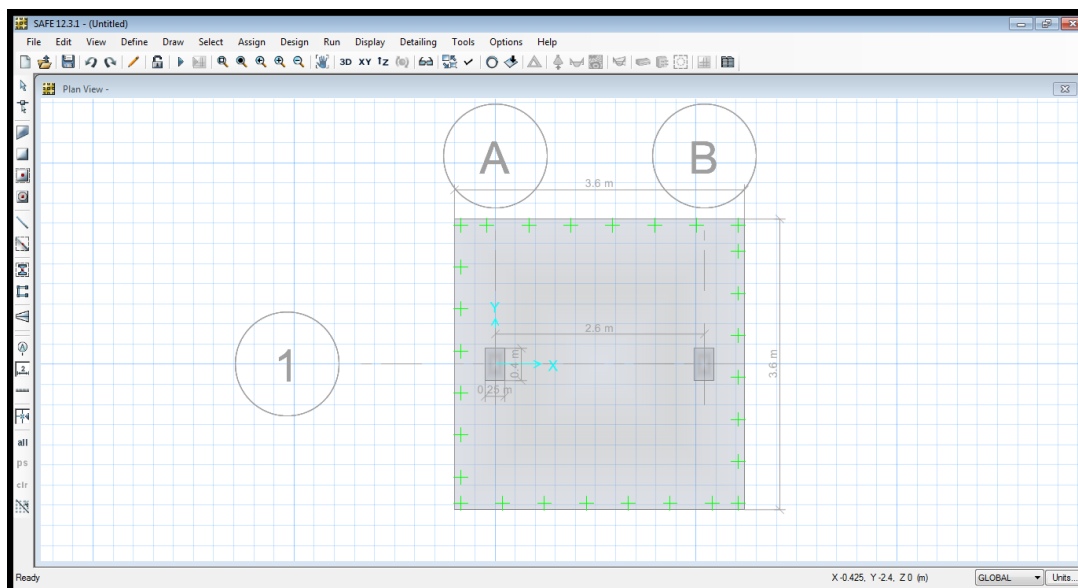 SAFE 12.3.1 - (Untitled)
File Edit View Define Draw Select Assign Design Run Display Detailing Tools Options Help
3D XY 1Z
Plan View -
A B
3.6 m
Y
2.6 m
1
0.4 m
X
3.6 m
0.25 m
all
ps
clr
Ready
X -0.425, Y -2.4, Z 0 (m)
GLOBAL
Units...